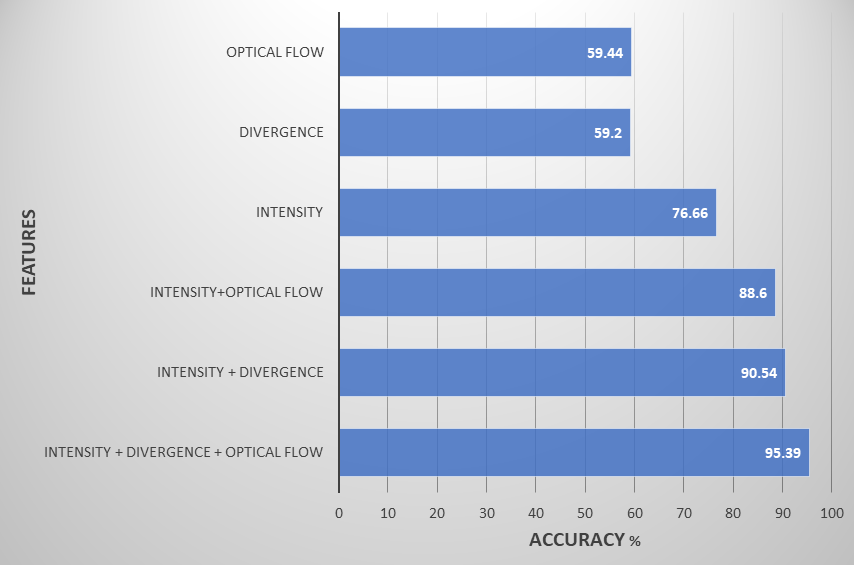 OPTICAL FLOW 59.44
DIVERGENCE 59.2
INTENSITY 76.66
INTENSITY+OPTICAL FLOW 88.6
INTENSITY + DIVERGENCE 90.54
INTENSITY + DIVERGENCE + OPTICAL FLOW 95.39
FEATURES
0 10 20 30 40 50 60 70 80 90 100
ACCURACY %